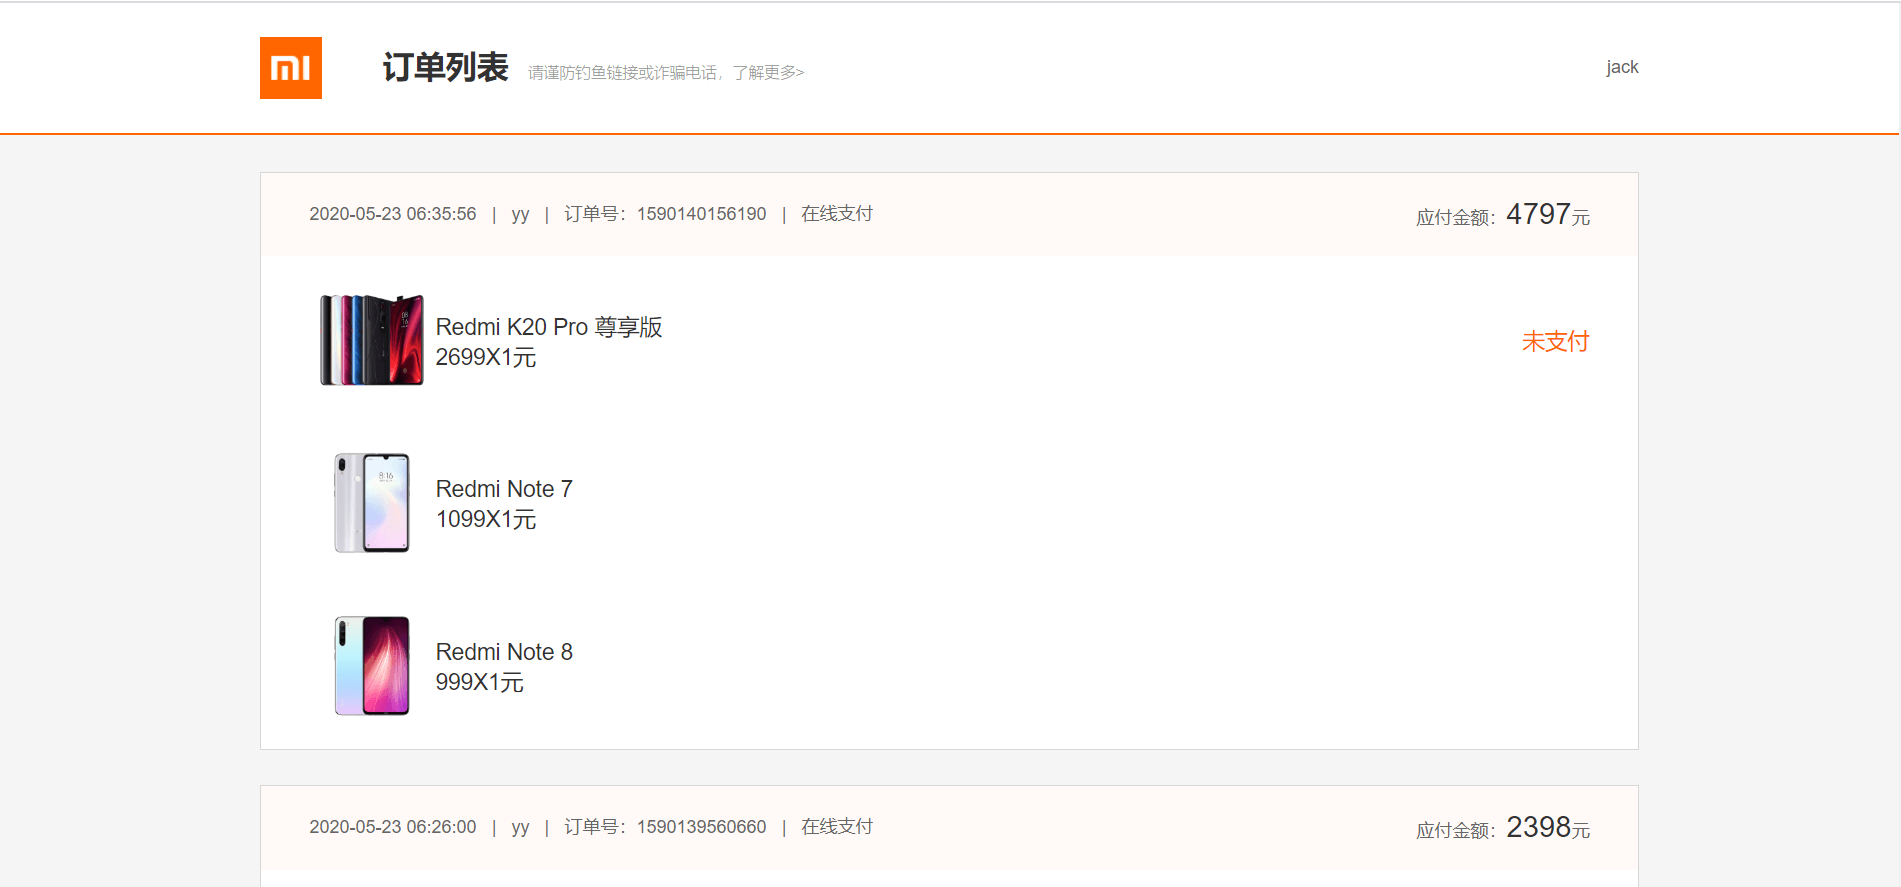 mi
订单列表 请谨防钓鱼链接或诈骗电话，了解更多>
jack
2020-05-23 06:35:56 | yy | 订单号：1590140156190 | 在线支付
应付金额：4797元
Redmi K20 Pro 尊享版
2699X1元
未支付
Redmi Note 7
1099X1元
Redmi Note 8
999X1元
2020-05-23 06:26:00 | yy | 订单号：1590139560660 | 在线支付
应付金额：2398元